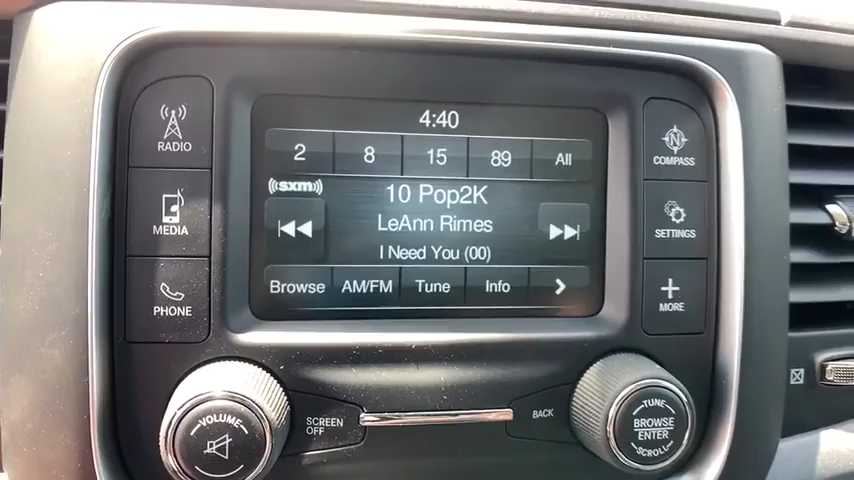 4:40
RADIO
2 8 15 89 All
N
COMPASS
sxm
10 Pop2K
MEDIA
LeAnn Rimes
SETTINGS
I Need You (00)
Browse AM/FM Tune Info
PHONE
MORE
VOLUME
SCREEN
OFF
BACK
TUNE
BROWSE
ENTER
SCROLL